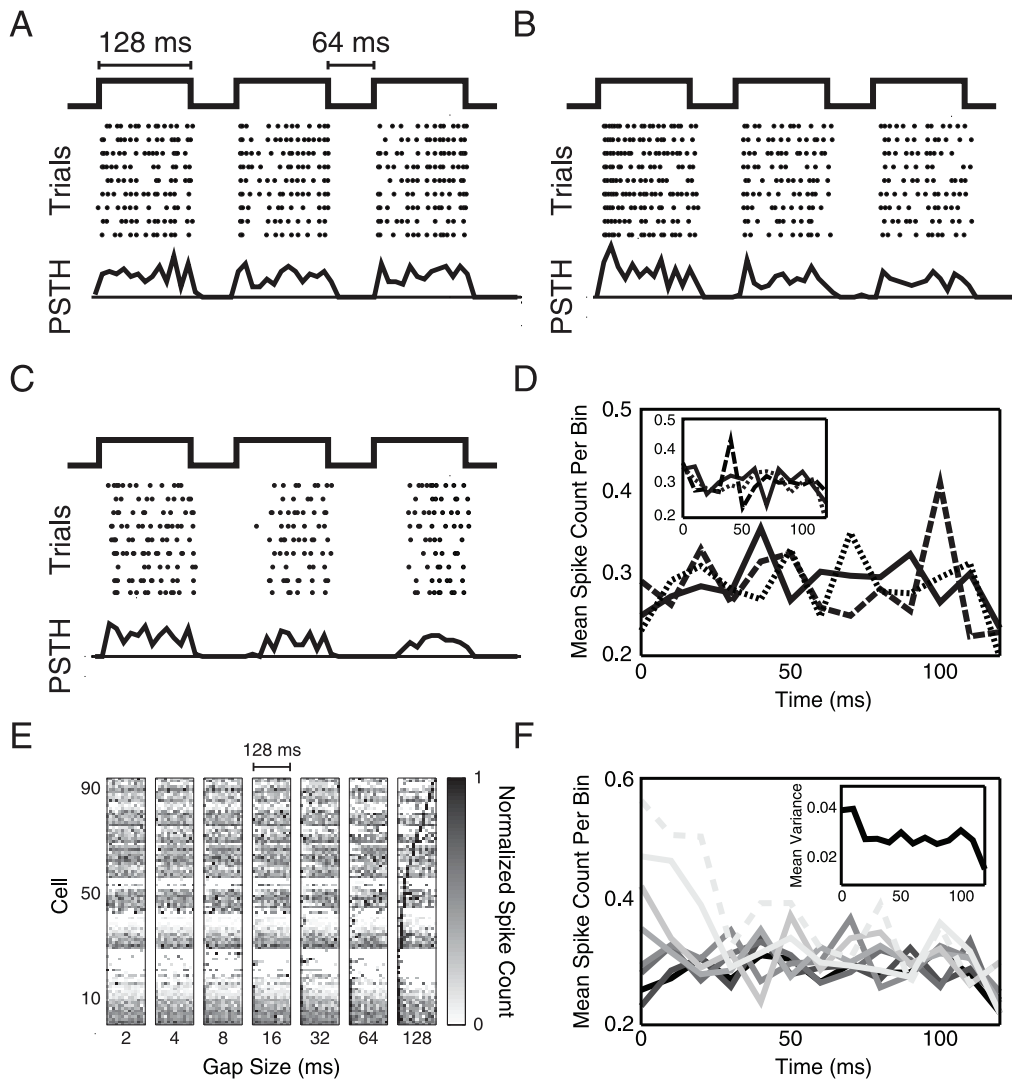 A
128 ms
64 ms
Trials
PSTH
B
Trials
PSTH
C
Trials
PSTH
D
Mean Spike Count Per Bin
0.5
0.4
0.3
0.2
0
50
100
Time (ms)
0.5
0.4
0.3
0.2
0
50
100
E
128 ms
Cell
90
50
10
2
4
8
16
32
64
128
Gap Size (ms)
1
0
Normalized Spike Count
F
Mean Spike Count Per Bin
0.6
0.4
0.2
0
50
100
Time (ms)
Mean Variance
0.04
0.02
0
50
100